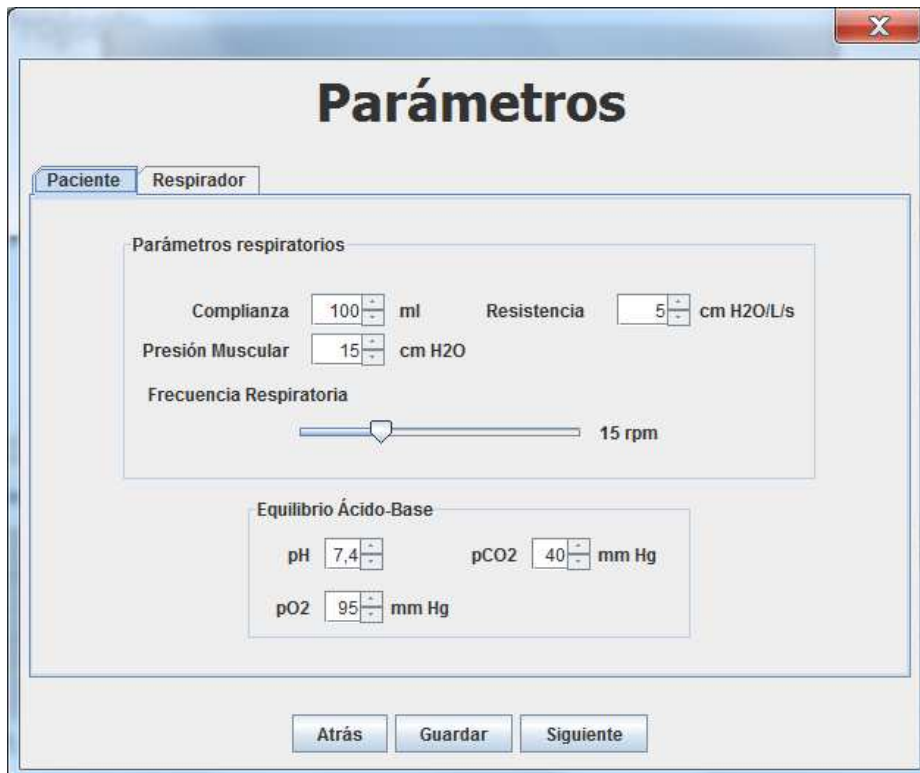 X
Parámetros
Paciente Respirador
Parámetros respiratorios
Complianza 100 ml Resistencia 5 cm H2O/L/s
Presión Muscular 15 cm H2O
Frecuencia Respiratoria
15 rpm
Equilibrio Ácido-Base
pH 7,4 pCO2 40 mm Hg
pO2 95 mm Hg
Atrás Guardar Siguiente